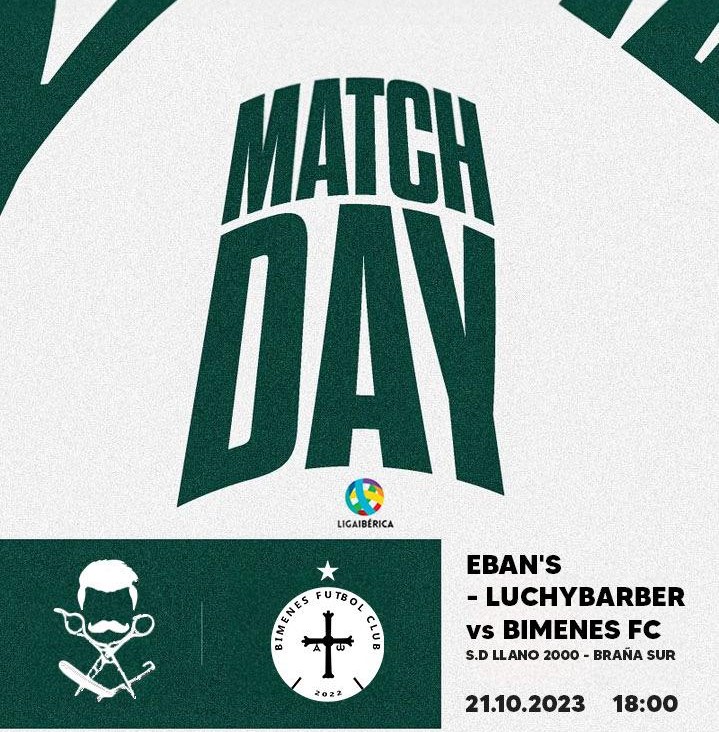 MATCH
DAY
LIGAIBÉRICA
BIMENES FUTBOL CLUB
Α ω
2022
EBAN'S
- LUCHYBARBER
vs BIMENES FC
S.D LLANO 2000 - BRAÑA SUR
21.10.2023 18:00